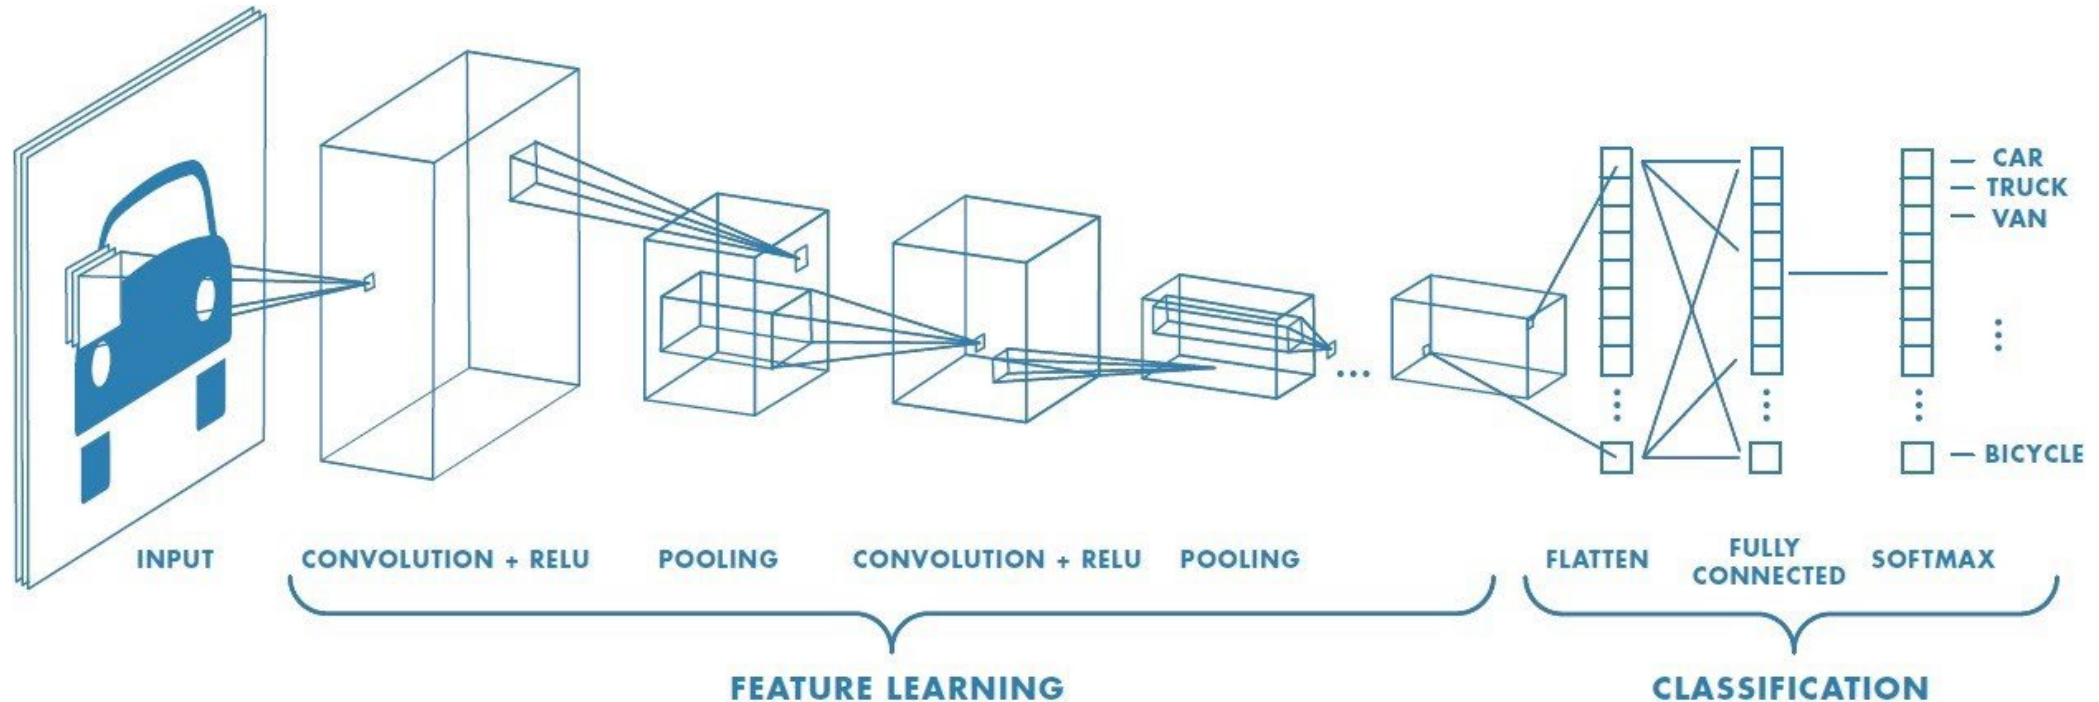 CAR
TRUCK
VAN
BICYCLE
INPUT
CONVOLUTION + RELU
POOLING
CONVOLUTION + RELU
POOLING
FLATTEN
FULLY
CONNECTED
SOFTMAX
FEATURE LEARNING
CLASSIFICATION